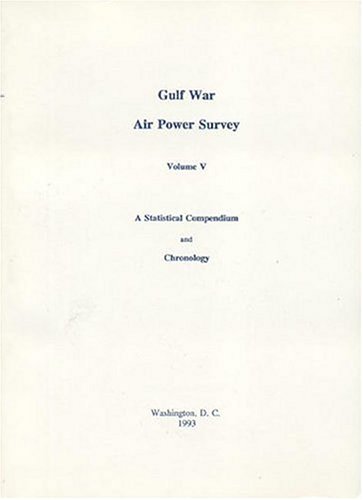 Gulf War
Air Power Survey
Volume V
A Statistical Compendium
and
Chronology
Washington, D. C.
1993